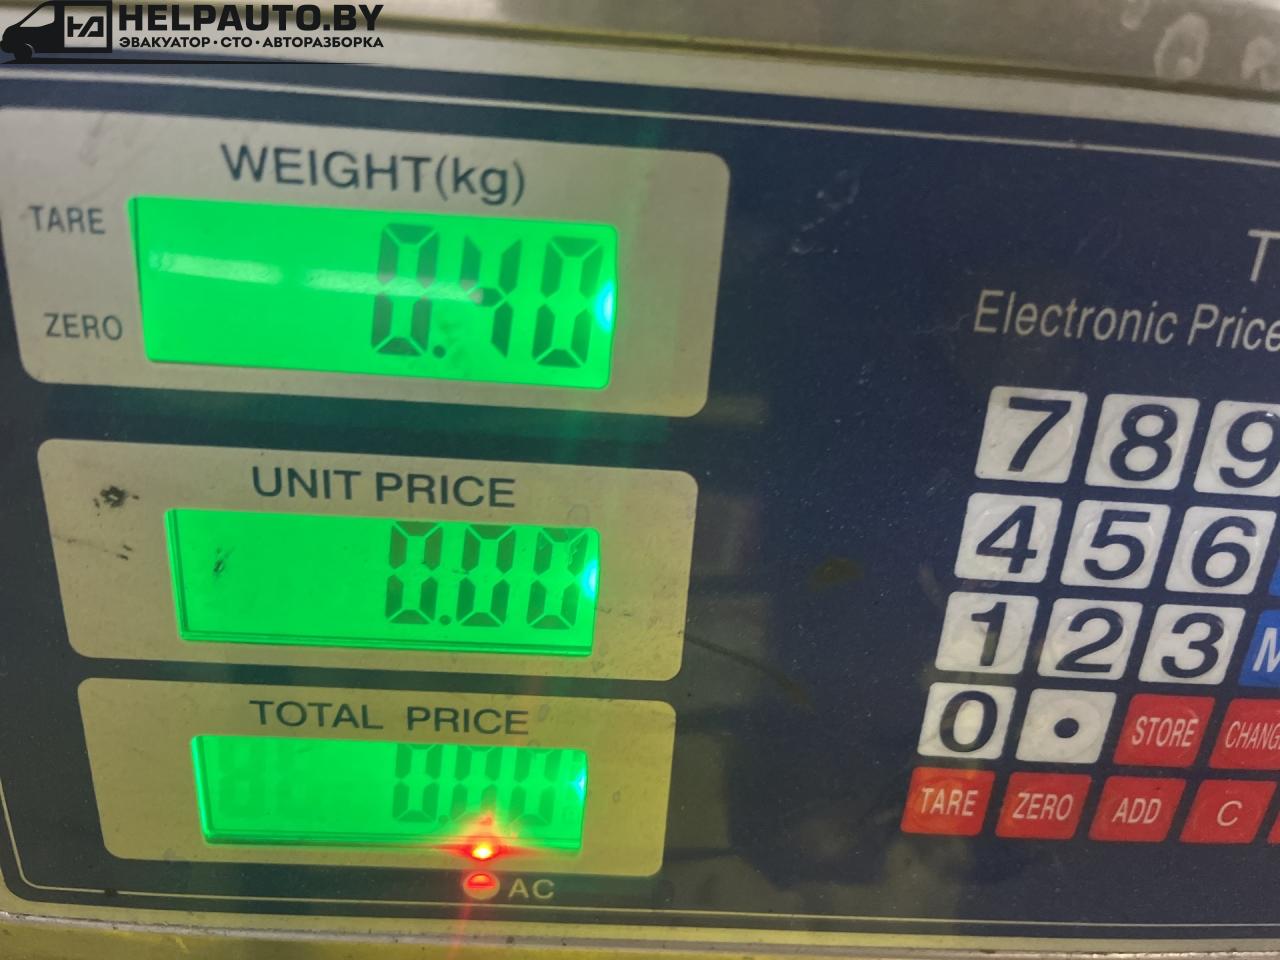 HELPAUTO.BY
ЭВАКУАТОР·СТО·АВТОРАЗБОРКА
WEIGHT(kg)
TARE
0.40
ZERO
Electronic Price
UNIT PRICE
0.00
TOTAL PRICE
0.00
AC
7 8 9
4 5 6
1 2 3 M
0 • STORE
TARE ZERO ADD C